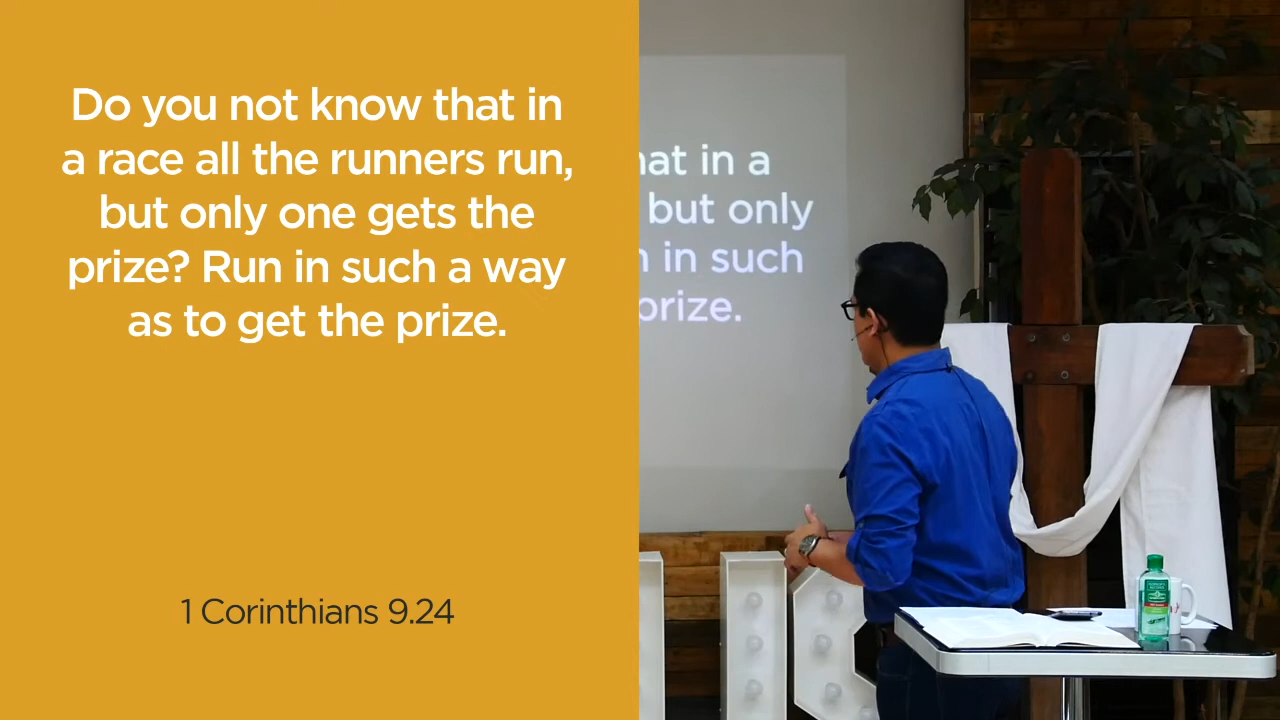 Do you not know that in
a race all the runners run,
but only one gets the
prize? Run in such a way
as to get the prize.
1 Corinthians 9.24
in a
but only
in such
prize.